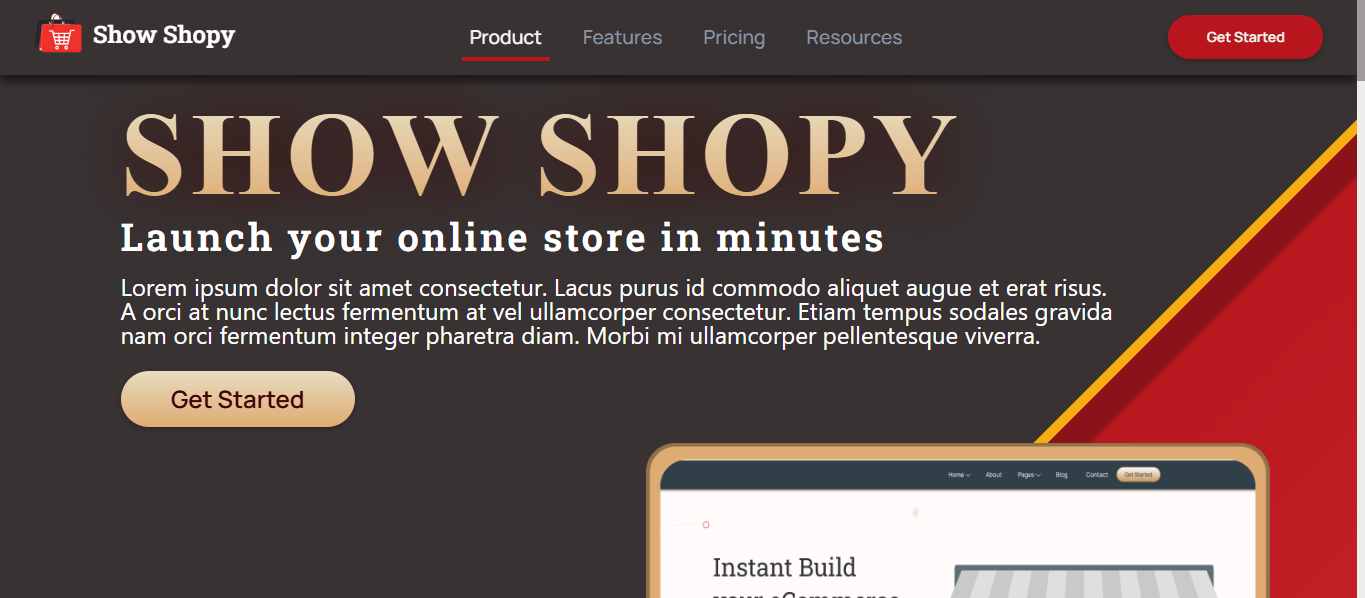 Show Shopy
Product
Features
Pricing
Resources
Get Started
SHOW SHOPY
Launch your online store in minutes
Lorem ipsum dolor sit amet consectetur. Lacus purus id commodo aliquet augue et erat risus.
A orci at nunc lectus fermentum at vel ullamcorper consectetur. Etiam tempus sodales gravida
nam orci fermentum integer pharetra diam. Morbi mi ullamcorper pellentesque viverra.
Get Started
Home
About
Pages
Blog
Contact
Get Started
Instant Build
your eCommerce